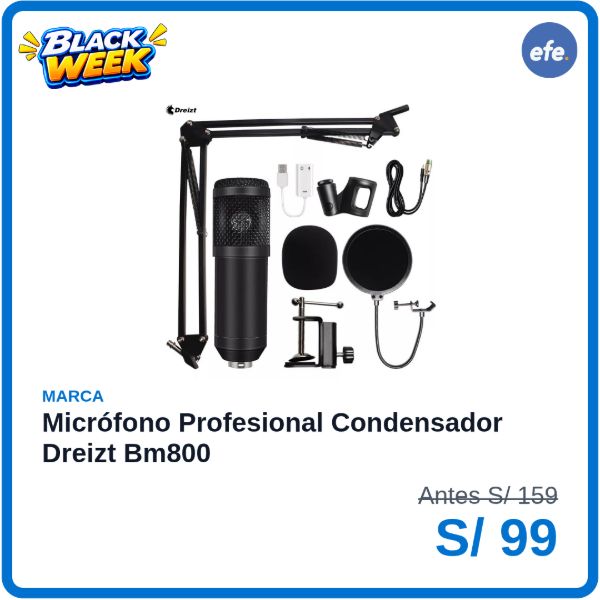 BLACK
WEEK
efe.
Dreizt
MARCA
Micrófono Profesional Condensador
Dreizt Bm800
Antes S/ 159
S/ 99